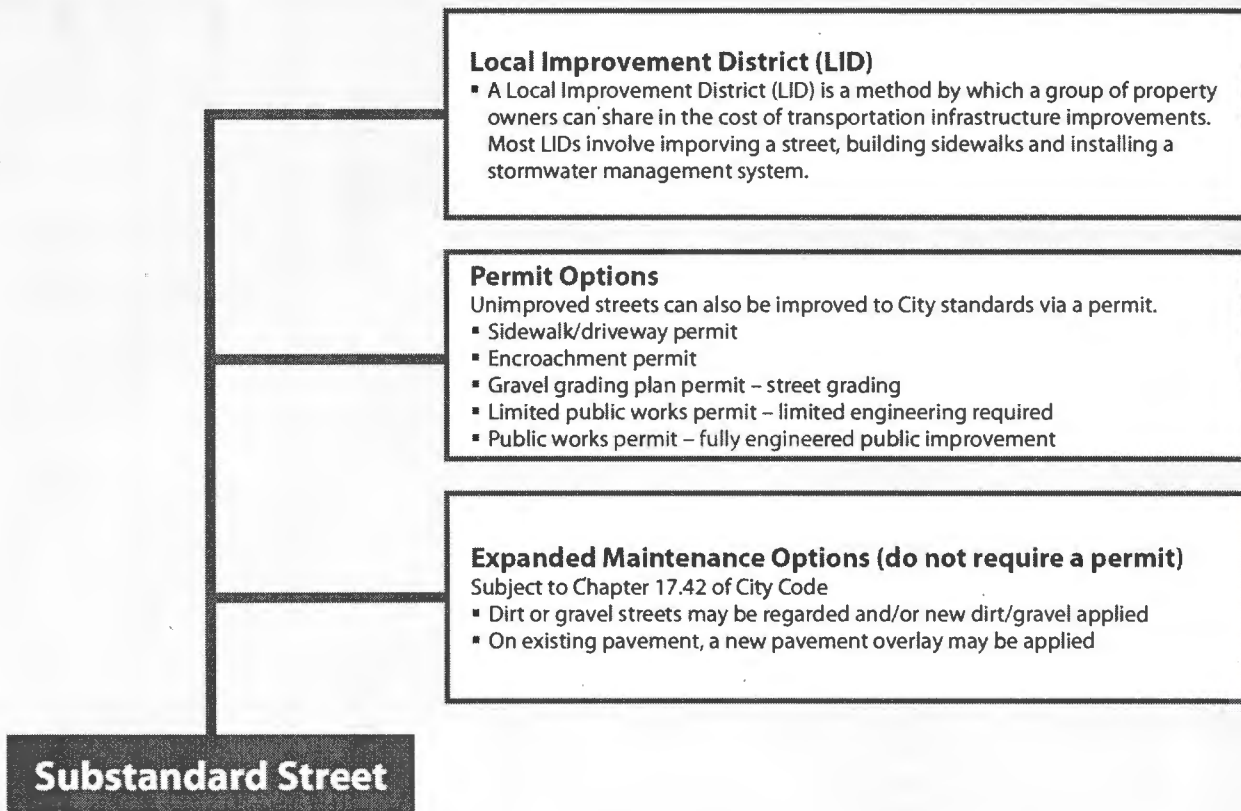 Local Improvement District (LID)
▪ A Local Improvement District (LID) is a method by which a group of property
owners can share in the cost of transportation infrastructure improvements.
Most LIDs involve imporving a street, building sidewalks and installing a
stormwater management system.
Permit Options
Unimproved streets can also be improved to City standards via a permit.
▪ Sidewalk/driveway permit
▪ Encroachment permit
▪ Gravel grading plan permit – street grading
▪ Limited public works permit – limited engineering required
▪ Public works permit – fully engineered public improvement
Expanded Maintenance Options (do not require a permit)
Subject to Chapter 17.42 of City Code
▪ Dirt or gravel streets may be regarded and/or new dirt/gravel applied
▪ On existing pavement, a new pavement overlay may be applied
Substandard Street